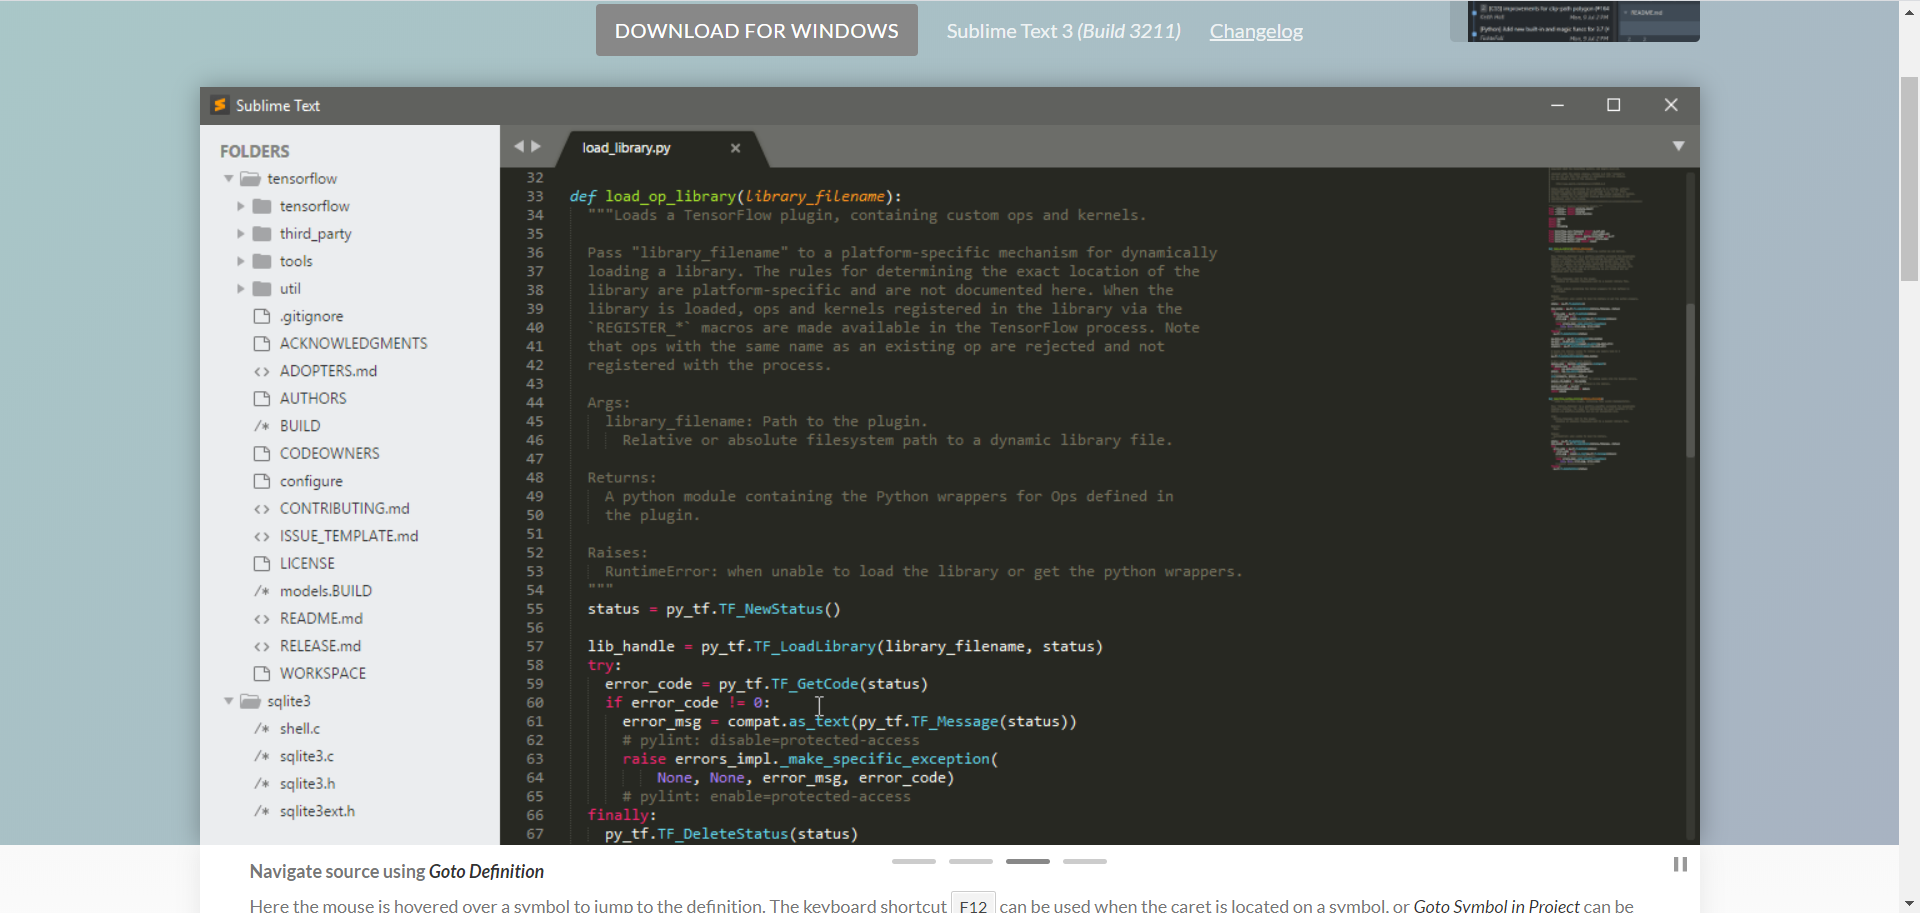 DOWNLOAD FOR WINDOWS Sublime Text 3 (Build 3211) Changelog
Sublime Text
FOLDERS
tensorflow
tensorflow
third_party
tools
util
.gitignore
ACKNOWLEDGMENTS
ADOPTERS.md
AUTHORS
/* BUILD
CODEOWNERS
configure
<> CONTRIBUTING.md
<> ISSUE_TEMPLATE.md
LICENSE
/* models.BUILD
<> README.md
<> RELEASE.md
WORKSPACE
sqlite3
/* shell.c
/* sqlite3.c
/* sqlite3.h
/* sqlite3ext.h
load_library.py
32
33 def load_op_library(library_filename):
34 """Loads a TensorFlow plugin, containing custom ops and kernels.
35
36 Pass "library_filename" to a platform-specific mechanism for dynamically
37 loading a library. The rules for determining the exact location of the
38 library are platform-specific and are not documented here. When the
39 library is loaded, ops and kernels registered in the library via the
40 `REGISTER_*` macros are made available in the TensorFlow process. Note
41 that ops with the same name as an existing op are rejected and not
42 registered with the process.
43
44 Args:
45 library_filename: Path to the plugin.
46 Relative or absolute filesystem path to a dynamic library file.
47
48 Returns:
49 A python module containing the Python wrappers for Ops defined in
50 the plugin.
51
52 Raises:
53 RuntimeError: when unable to load the library or get the python wrappers.
54 """
55 status = py_tf.TF_NewStatus()
56
57 lib_handle = py_tf.TF_LoadLibrary(library_filename, status)
58 try:
59 error_code = py_tf.TF_GetCode(status)
60 if error_code != 0:
61 error_msg = compat.as_text(py_tf.TF_Message(status))
62 # pylint: disable=protected-access
63 raise errors_impl._make_specific_exception(
64 None, None, error_msg, error_code)
65 # pylint: enable=protected-access
66 finally:
67 py_tf.TF_DeleteStatus(status)
Navigate source using Goto Definition
Here the mouse is hovered over a symbol to jump to the definition. The keyboard shortcut F12 can be used when the caret is located on a symbol, or Goto Symbol in Project can be